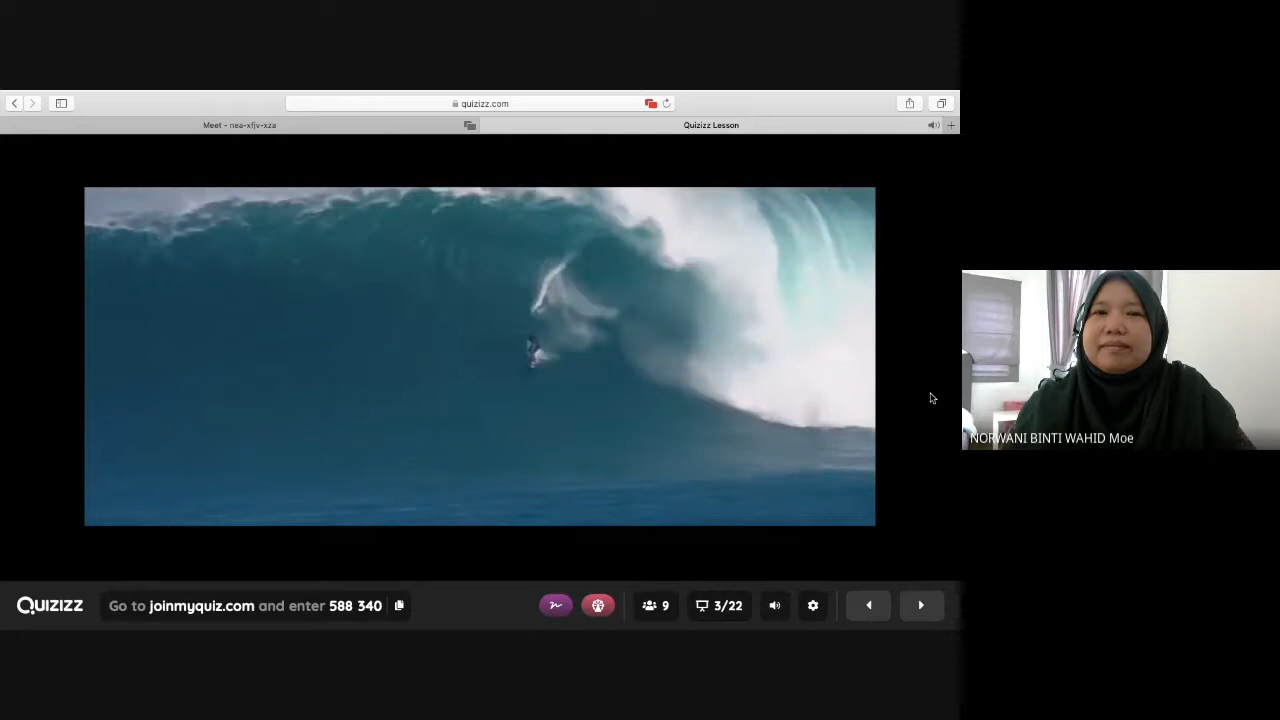 quizizz.com
Meet - nea-xfjv-xza
Quizizz Lesson
NORWANI BINTI WAHID Moe
QUIZIZZ
Go to joinmyquiz.com and enter 588 340
9
3/22